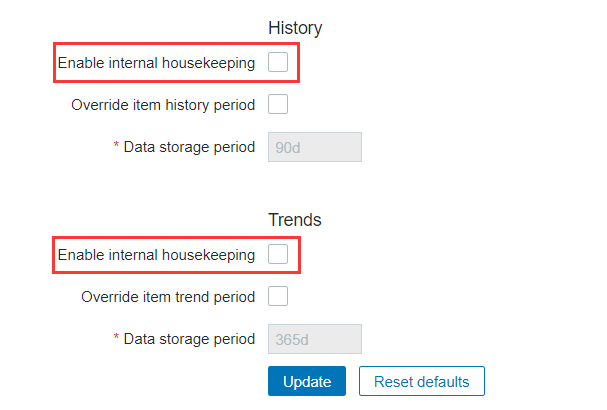 History
Enable internal housekeeping
Override item history period
* Data storage period 90d
Trends
Enable internal housekeeping
Override item trend period
* Data storage period 365d
Update Reset defaults